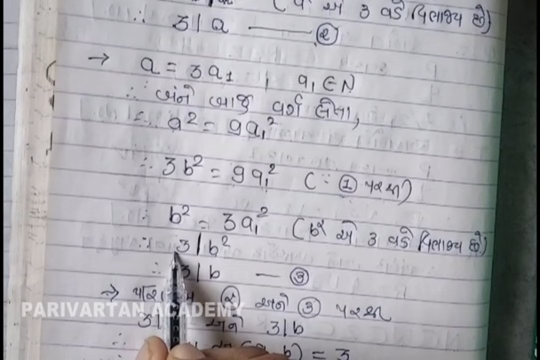 ( a² એ 3 વડે વિભાજ્ય છે)
∴ 3 | a —— ②
→ a = 3a₁ , a₁ ∈ N
∴ બંને બાજુ વર્ગ લેતા,
∴ a² = 9a₁²
∴ 3b² = 9a₁² (∵ ① પરથી)
∴ b² = 3a₁² (b² એ 3 વડે વિભાજ્ય છે)
∴ 3 | b²
∴ 3 | b —— ③
→ ② અને ③ પરથી
PARIVARTAN ACADEMY
3 અને 3 | b
b) = 3